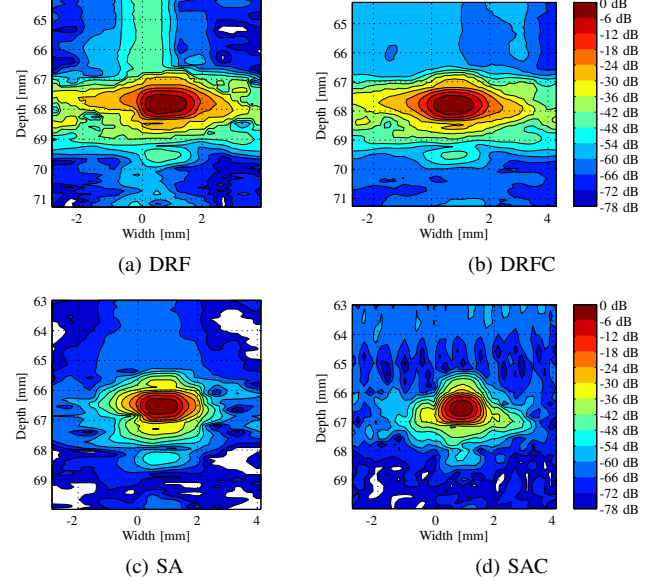 65
66
67
68
69
70
71
Depth [mm]
-2
0
2
Width [mm]
(a) DRF
65
66
67
68
69
70
71
Depth [mm]
-2
0
2
4
Width [mm]
(b) DRFC
0 dB
-6 dB
-12 dB
-18 dB
-24 dB
-30 dB
-36 dB
-42 dB
-48 dB
-54 dB
-60 dB
-66 dB
-72 dB
-78 dB
63
64
65
66
67
68
69
Depth [mm]
-2
0
2
4
Width [mm]
(c) SA
63
64
65
66
67
68
69
Depth [mm]
-2
0
2
4
Width [mm]
(d) SAC
0 dB
-6 dB
-12 dB
-18 dB
-24 dB
-30 dB
-36 dB
-42 dB
-48 dB
-54 dB
-60 dB
-66 dB
-72 dB
-78 dB